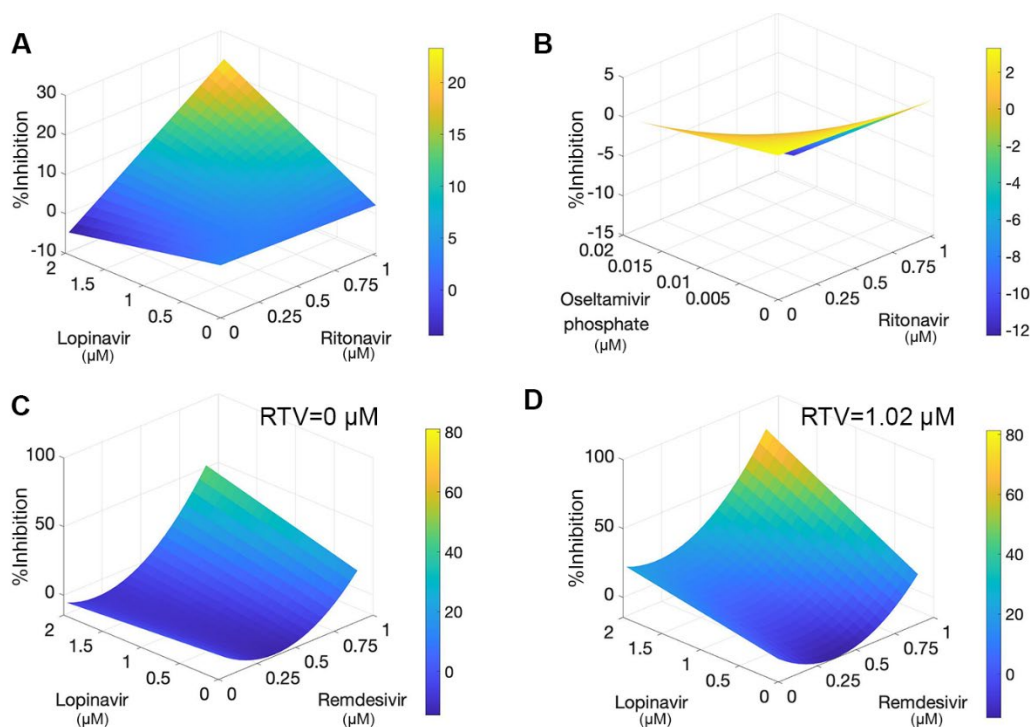 A
%Inhibition
30
20
10
0
-10
2
1.5
1
0.5
0
Lopinavir
(µM)
0
0.25
0.5
0.75
1
Ritonavir
(µM)
20
15
10
5
0
B
%Inhibition
5
0
-5
-10
-15
0.02
0.015
0.01
0.005
0
Oseltamivir
phosphate
(µM)
0
0.25
0.5
0.75
1
Ritonavir
(µM)
2
0
-2
-4
-6
-8
-10
-12
C
RTV=0 µM
%Inhibition
100
50
0
2
1.5
1
0.5
0
Lopinavir
(µM)
0
0.25
0.5
0.75
1
Remdesivir
(µM)
80
60
40
20
0
D
RTV=1.02 µM
%Inhibition
100
50
0
2
1.5
1
0.5
0
Lopinavir
(µM)
0
0.25
0.5
0.75
1
Remdesivir
(µM)
80
60
40
20
0